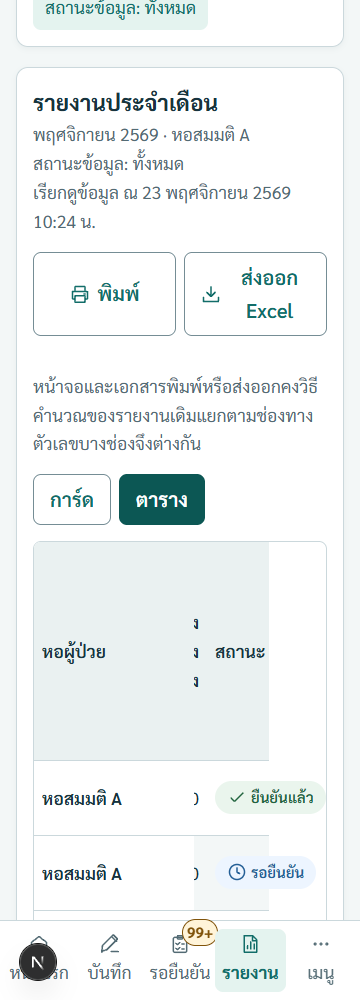 สถานะข้อมูล: ทั้งหมด
รายงานประจำเดือน
พฤศจิกายน 2569 · หอสมมติ A
สถานะข้อมูล: ทั้งหมด
เรียกดูข้อมูล ณ 23 พฤศจิกายน 2569
10:24 น.
พิมพ์
ส่งออก
Excel
หน้าจอและเอกสารพิมพ์หรือส่งออกคงวิธี
คำนวณของรายงานเดิมแยกตามช่องทาง
ตัวเลขบางช่องจึงต่างกัน
การ์ด
ตาราง
หอผู้ป่วย
สถานะ
หอสมมติ A
0
ยืนยันแล้ว
หอสมมติ A
0
รอยืนยัน
99+
N
บันทึก
รอยืนยัน
รายงาน
เมนู